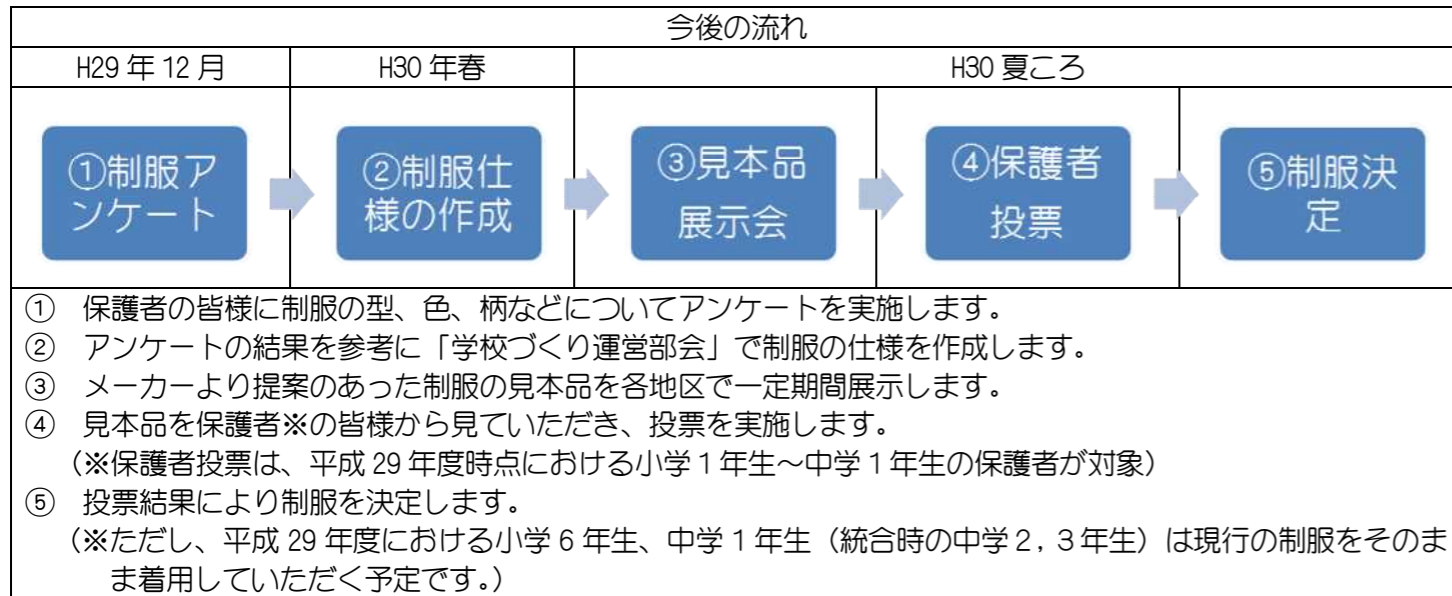 今後の流れ
H29年12月
H30年春
H30夏ころ
①制服ア
ンケート
②制服仕
様の作成
③見本品
展示会
④保護者
投票
⑤制服決
定
① 保護者の皆様に制服の型、色、柄などについてアンケートを実施します。
② アンケートの結果を参考に「学校づくり運営部会」で制服の仕様を作成します。
③ メーカーより提案のあった制服の見本品を各地区で一定期間展示します。
④ 見本品を保護者※の皆様から見ていただき、投票を実施します。
（※保護者投票は、平成29年度時点における小学1年生～中学1年生の保護者が対象）
⑤ 投票結果により制服を決定します。
（※ただし、平成29年度における小学6年生、中学1年生（統合時の中学2，3年生）は現行の制服をそのま
ま着用していただく予定です。）